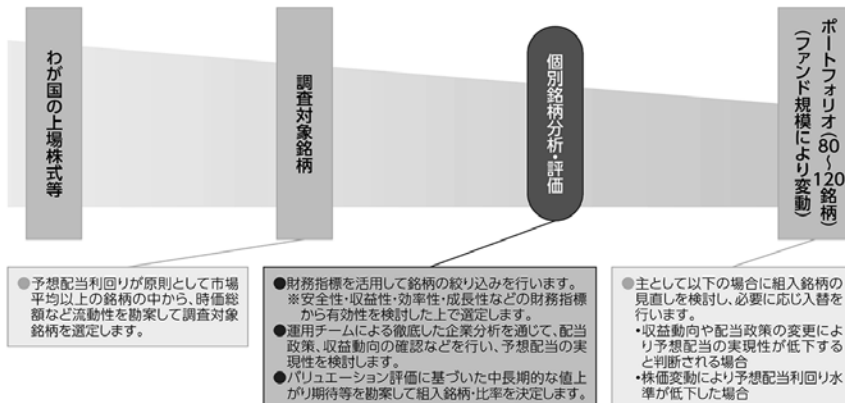 わが国の上場株式等
調査対象銘柄
個別銘柄分析・評価
ポートフォリオ(80~120銘柄)
(ファンド規模により変動)
●予想配当利回りが原則として市場
平均以上の銘柄の中から、時価総
額など流動性を勘案して調査対象
銘柄を選定します。
●財務指標を活用して銘柄の絞り込みを行います。
※安全性・収益性・効率性・成長性などの財務指標
から有効性を検討した上で選定します。
●運用チームによる徹底した企業分析を通じて、配当
政策、収益動向の確認などを行い、予想配当の実
現性を検討します。
●バリュエーション評価に基づいた中長期的な値上
がり期待等を勘案して組入銘柄・比率を決定します。
●主として以下の場合に組入銘柄の
見直しを検討し、必要に応じ入替を
行います。
・収益動向や配当政策の変更によ
り予想配当の実現性が低下する
と判断される場合
・株価変動により予想配当利回り水
準が低下した場合